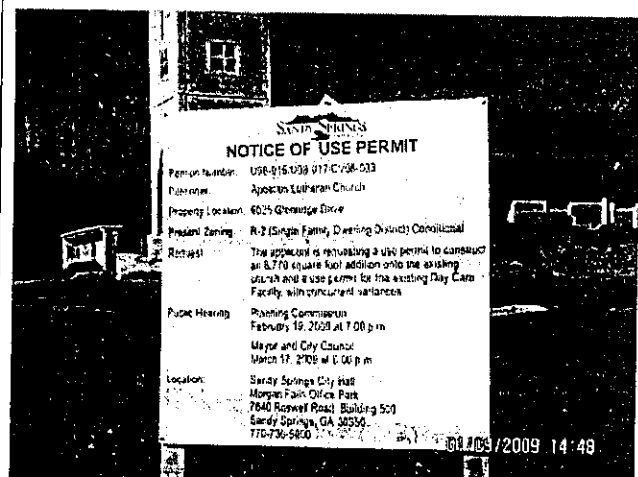 SANDY SPRINGS
NOTICE OF USE PERMIT
Petition Number:
Petitioner: Apostles Lutheran Church
Property Location: 6025 Glenridge Drive
Present Zoning: R-2 (Single Family Dwelling District) Conditional
Request: The applicant is requesting a use permit to construct
an 8,770 square foot addition onto the existing
church and a use permit for the existing Day Care
Facility, with concurrent variances
Public Hearing: Planning Commission
February 19, 2009 at 7:00 p.m.
Mayor and City Council
March 17, 2009 at 6:00 p.m.
Location: Sandy Springs City Hall
Morgan Falls Office Park
7840 Roswell Road, Building 500
Sandy Springs, GA 30350
770-730-5600
/2009 14:48